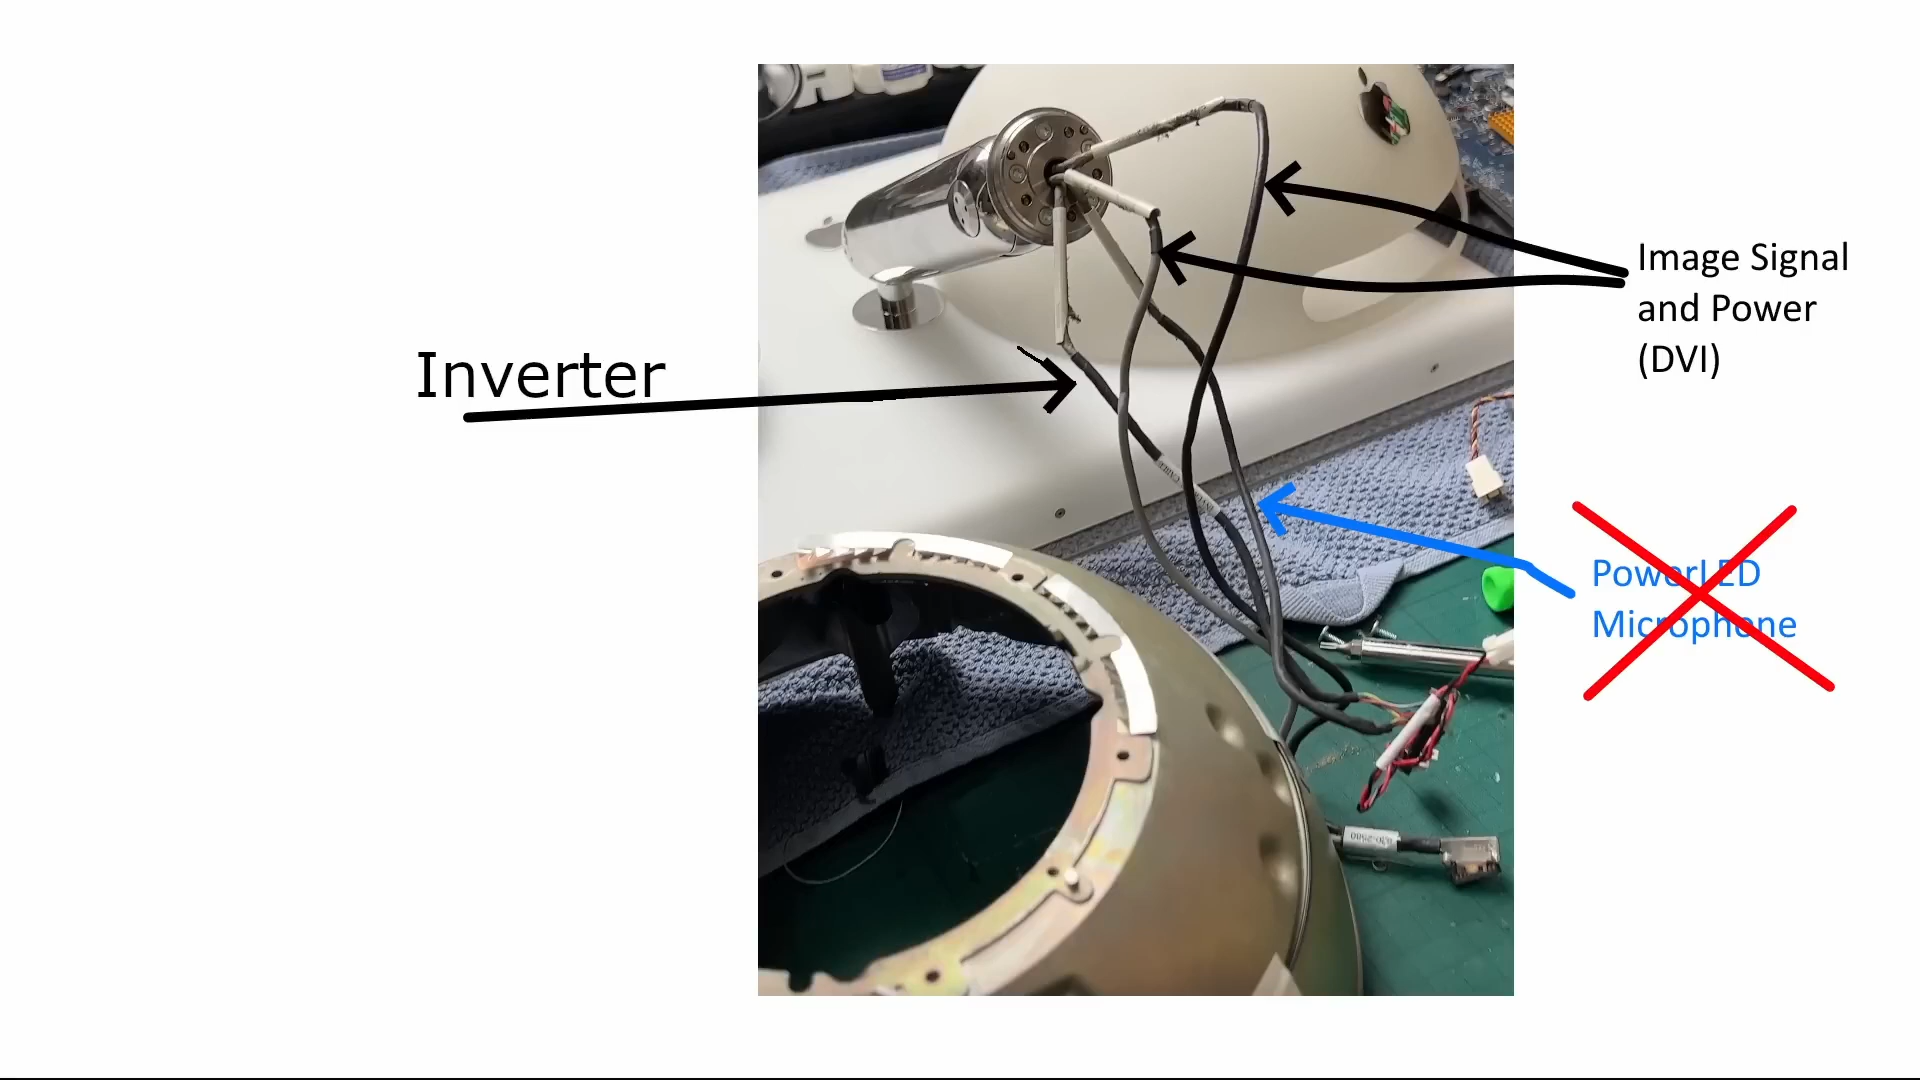 Inverter
Image Signal
and Power
(DVI)
PowerLED
Microphone